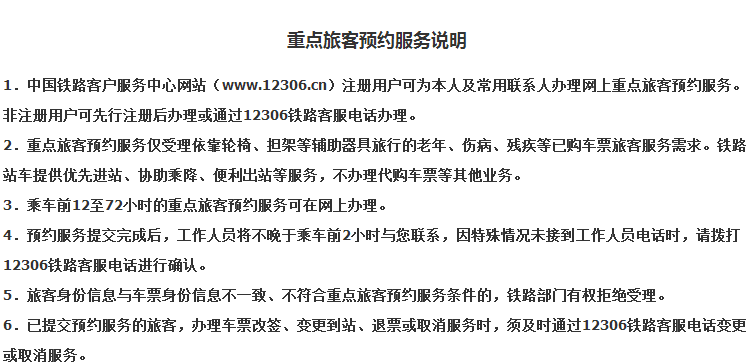 重点旅客预约服务说明
1．中国铁路客户服务中心网站（www.12306.cn）注册用户可为本人及常用联系人办理网上重点旅客预约服务。
非注册用户可先行注册后办理或通过12306铁路客服电话办理。
2．重点旅客预约服务仅受理依靠轮椅、担架等辅助器具旅行的老年、伤病、残疾等已购车票旅客服务需求。铁路
站车提供优先进站、协助乘降、便利出站等服务，不办理代购车票等其他业务。
3．乘车前12至72小时的重点旅客预约服务可在网上办理。
4．预约服务提交完成后，工作人员将不晚于乘车前2小时与您联系，因特殊情况未接到工作人员电话时，请拨打
12306铁路客服电话进行确认。
5．旅客身份信息与车票身份信息不一致、不符合重点旅客预约服务条件的，铁路部门有权拒绝受理。
6．已提交预约服务的旅客，办理车票改签、变更到站、退票或取消服务时，须及时通过12306铁路客服电话变更
或取消服务。